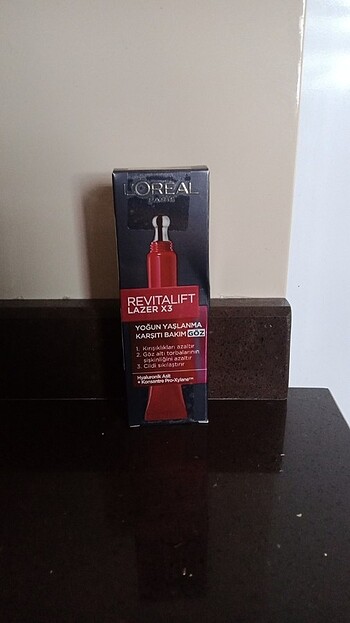 L'ORÉAL
PARIS
REVITALIFT
LAZER X3
YOĞUN YAŞLANMA
KARŞITI BAKIM GÖZ
1. Kırışıklıkları azaltır
2. Göz altı torbalarının
şişkinliğini azaltır
3. Cildi sıkılaştırır
Hyaluronik Asit
+ Konsantre Pro-Xylane™